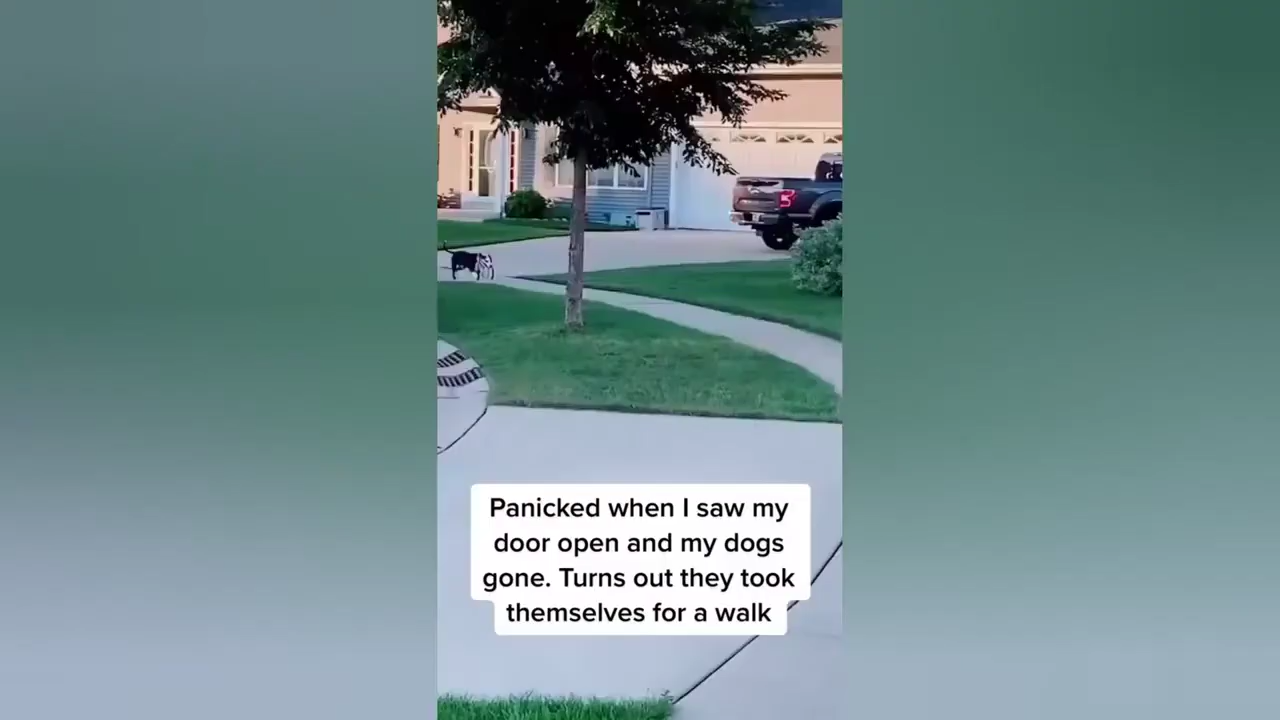 Panicked when I saw my
door open and my dogs
gone. Turns out they took
themselves for a walk